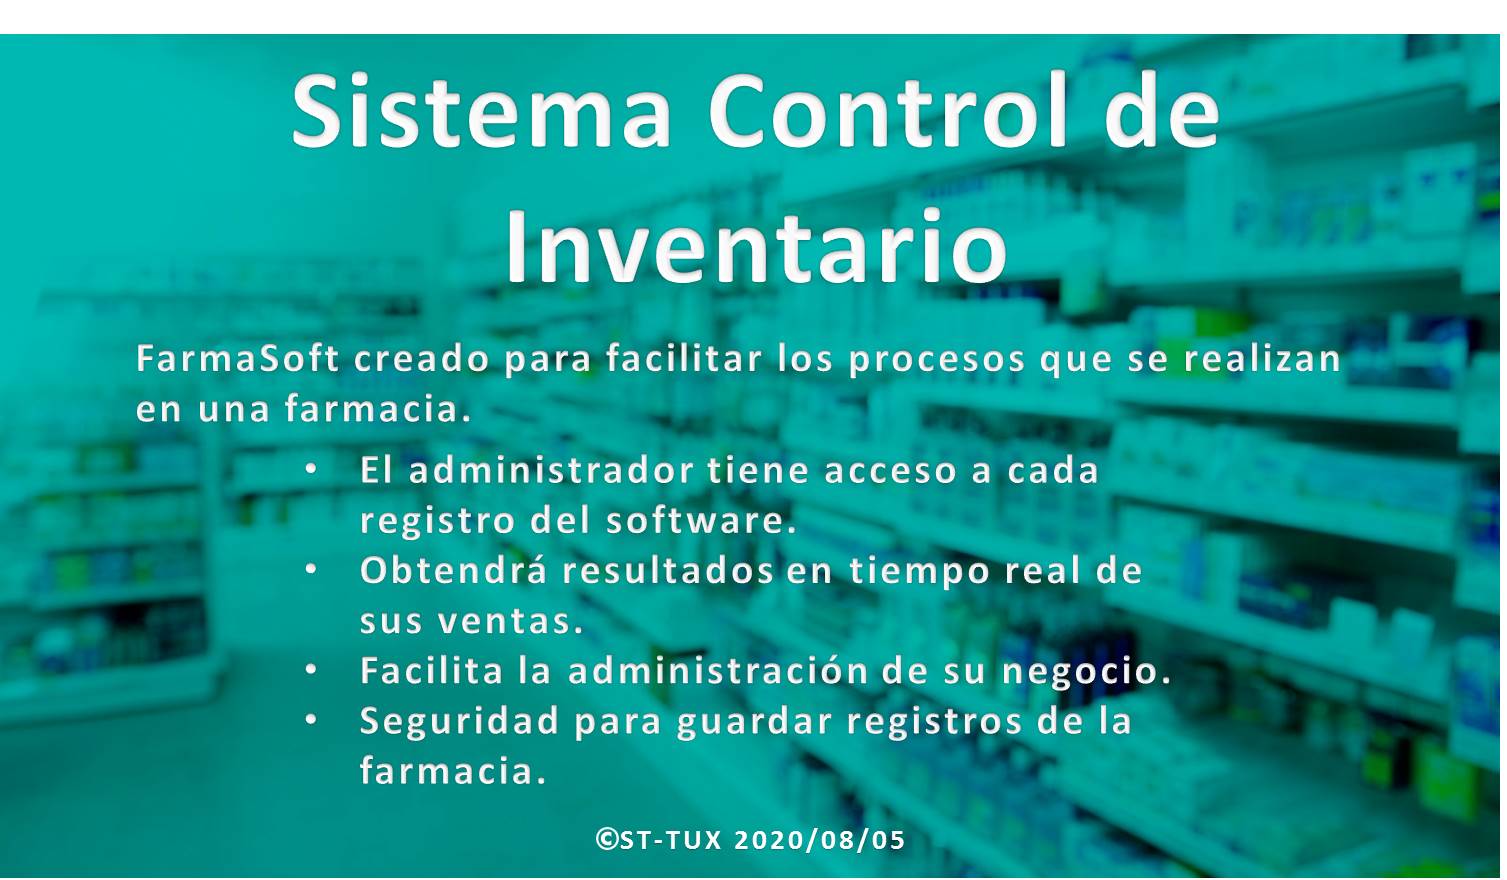 Sistema Control de
Inventario
FarmaSoft creado para facilitar los procesos que se realizan
en una farmacia.
• El administrador tiene acceso a cada
registro del software.
• Obtendrá resultados en tiempo real de
sus ventas.
• Facilita la administración de su negocio.
• Seguridad para guardar registros de la
farmacia.
©ST-TUX 2020/08/05